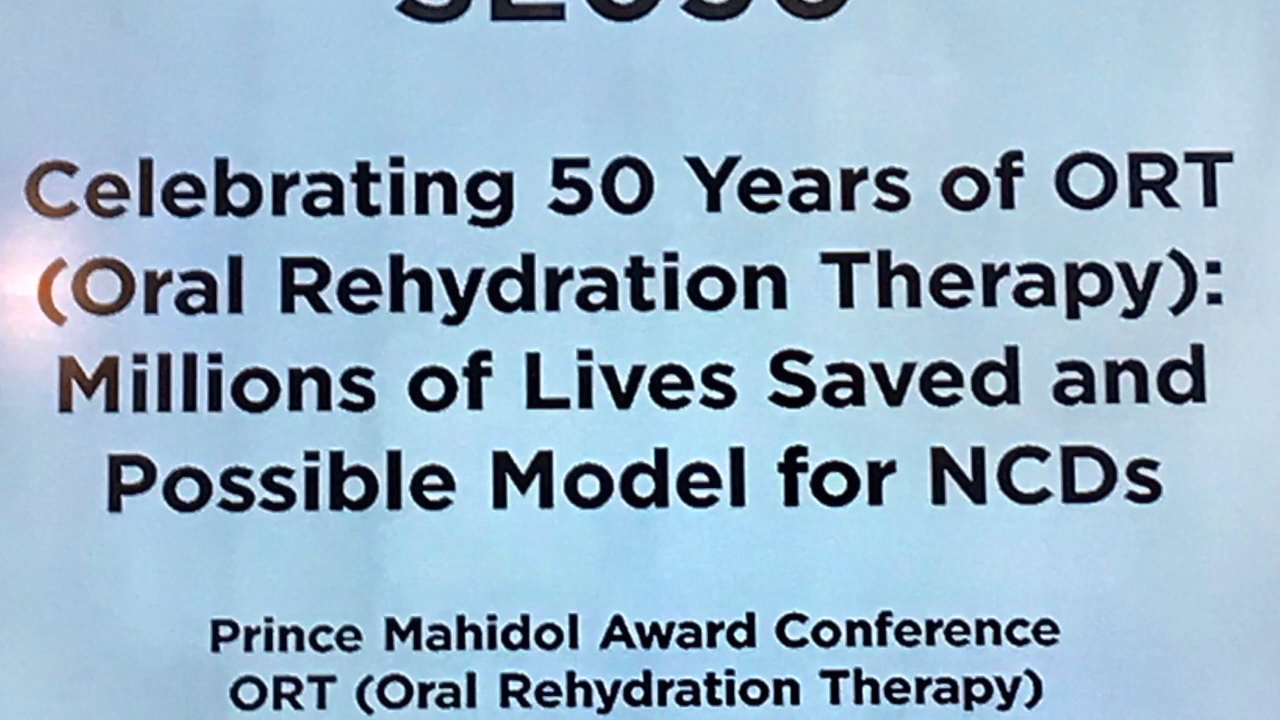 Celebrating 50 Years of ORT
(Oral Rehydration Therapy):
Millions of Lives Saved and
Possible Model for NCDs
Prince Mahidol Award Conference
ORT (Oral Rehydration Therapy)